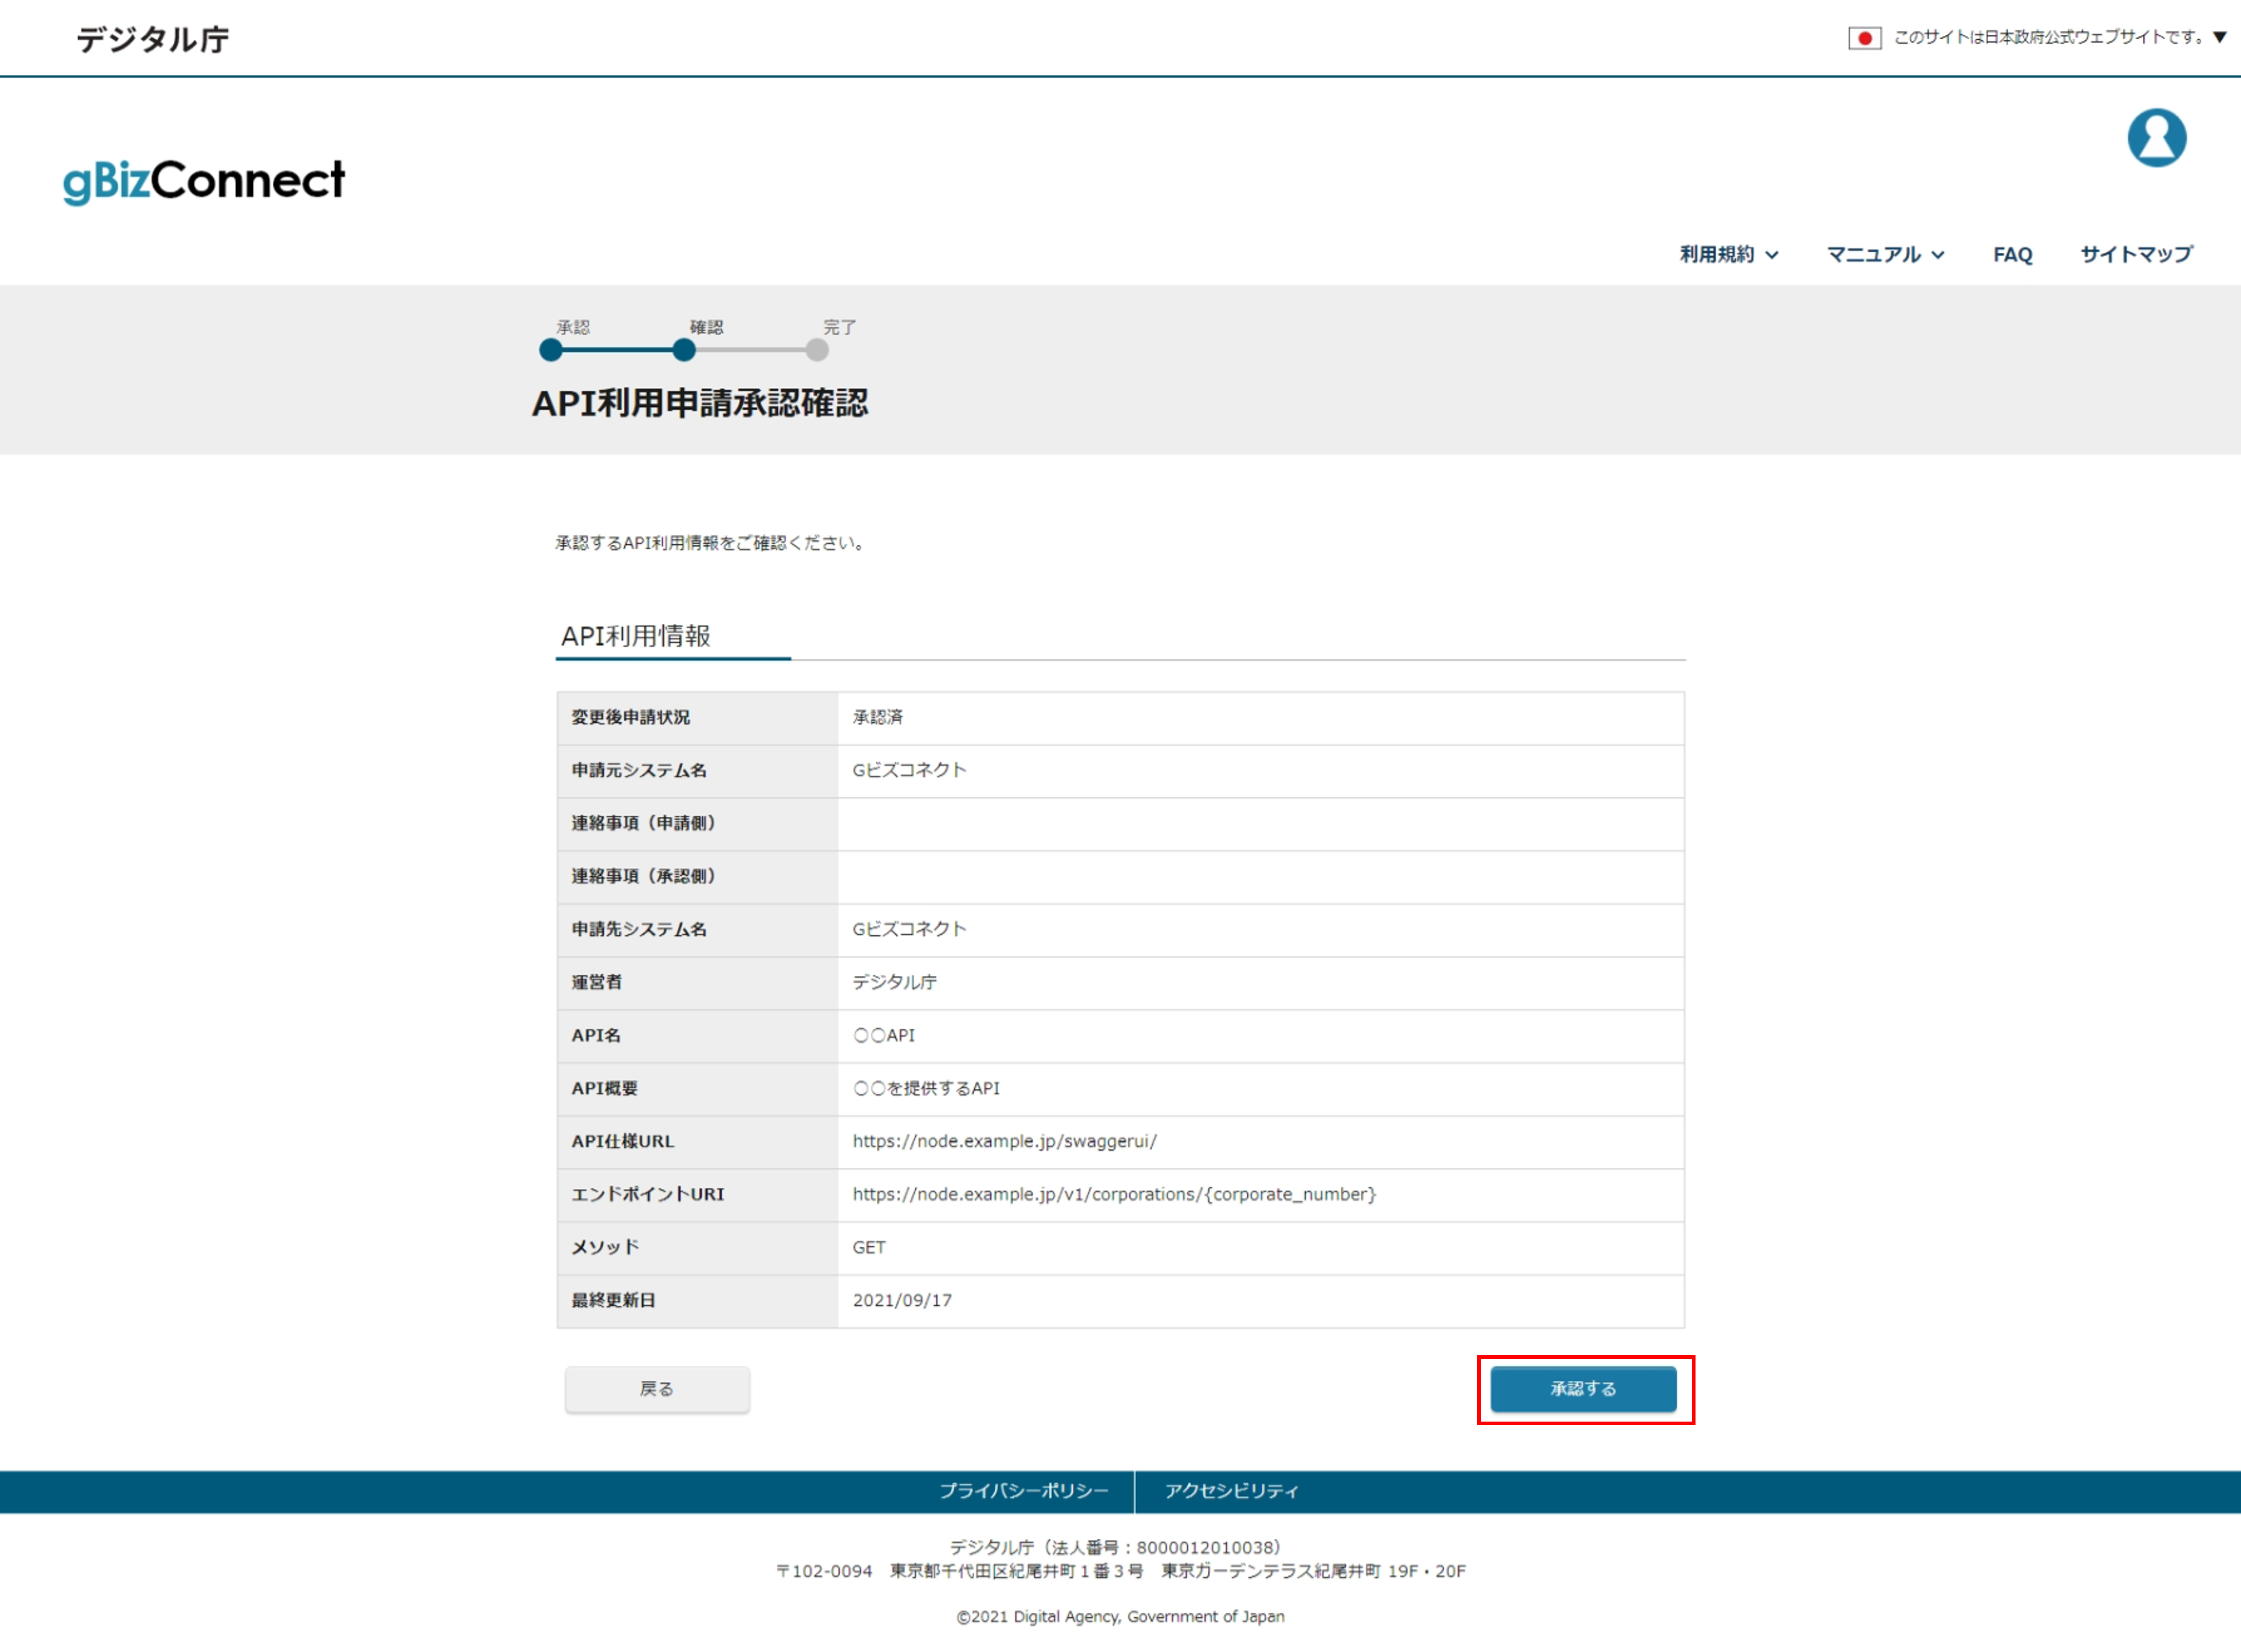 デジタル庁
このサイトは日本政府公式ウェブサイトです。▼
gBizConnect
利用規約 マニュアル FAQ サイトマップ
承認 確認 完了
API利用申請承認確認
承認するAPI利用情報をご確認ください。
API利用情報
変更後申請状況 承認済
申請元システム名 Gビズコネクト
連絡事項（申請側）
連絡事項（承認側）
申請先システム名 Gビズコネクト
運営者 デジタル庁
API名 〇〇API
API概要 〇〇を提供するAPI
API仕様URL https://node.example.jp/swaggerui/
エンドポイントURI https://node.example.jp/v1/corporations/{corporate_number}
メソッド GET
最終更新日 2021/09/17
戻る 承認する
プライバシーポリシー アクセシビリティ
デジタル庁（法人番号：8000012010038）
〒102-0094　東京都千代田区紀尾井町１番３号　東京ガーデンテラス紀尾井町 19F・20F
©2021 Digital Agency, Government of Japan